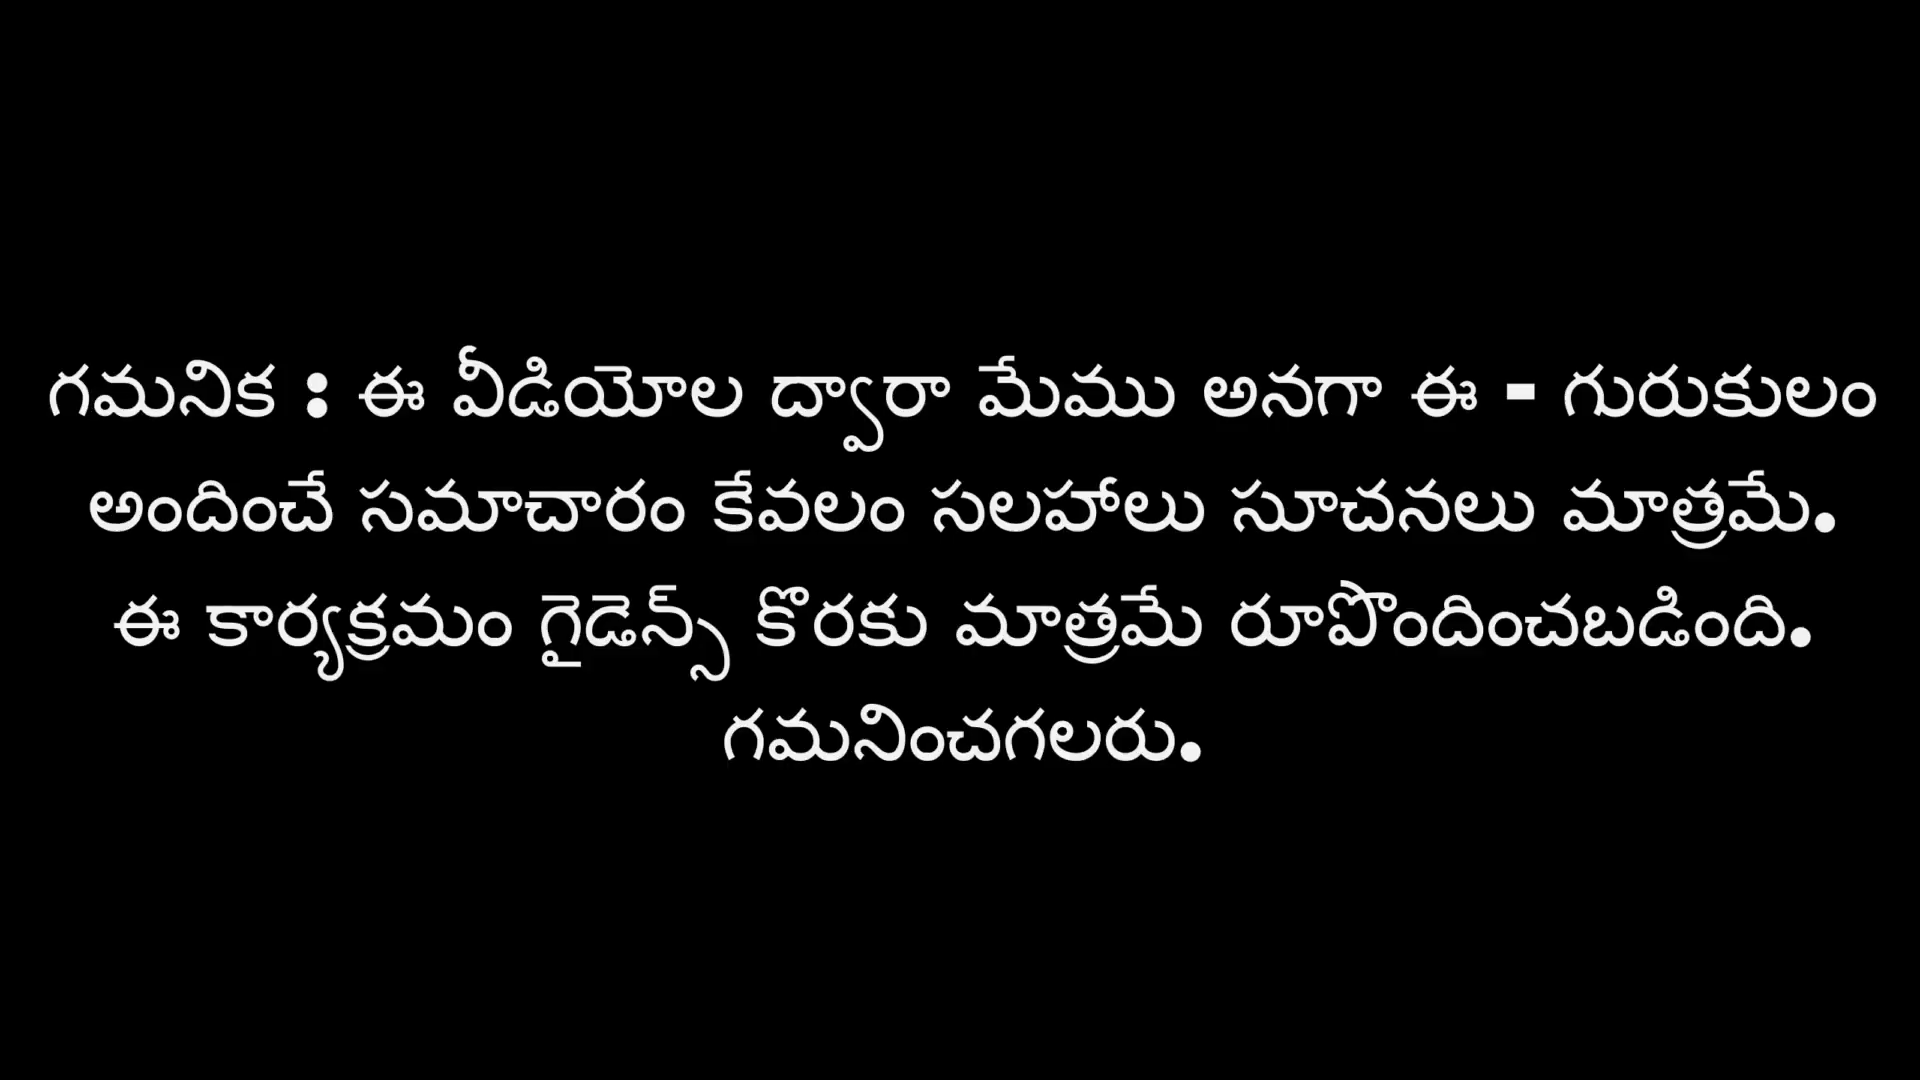 గమనిక : ఈ వీడియోల ద్వారా మేము అనగా ఈ - గురుకులం
అందించే సమాచారం కేవలం సలహాలు సూచనలు మాత్రమే.
ఈ కార్యక్రమం గైడెన్స్ కొరకు మాత్రమే రూపొందించబడింది.
గమనించగలరు.